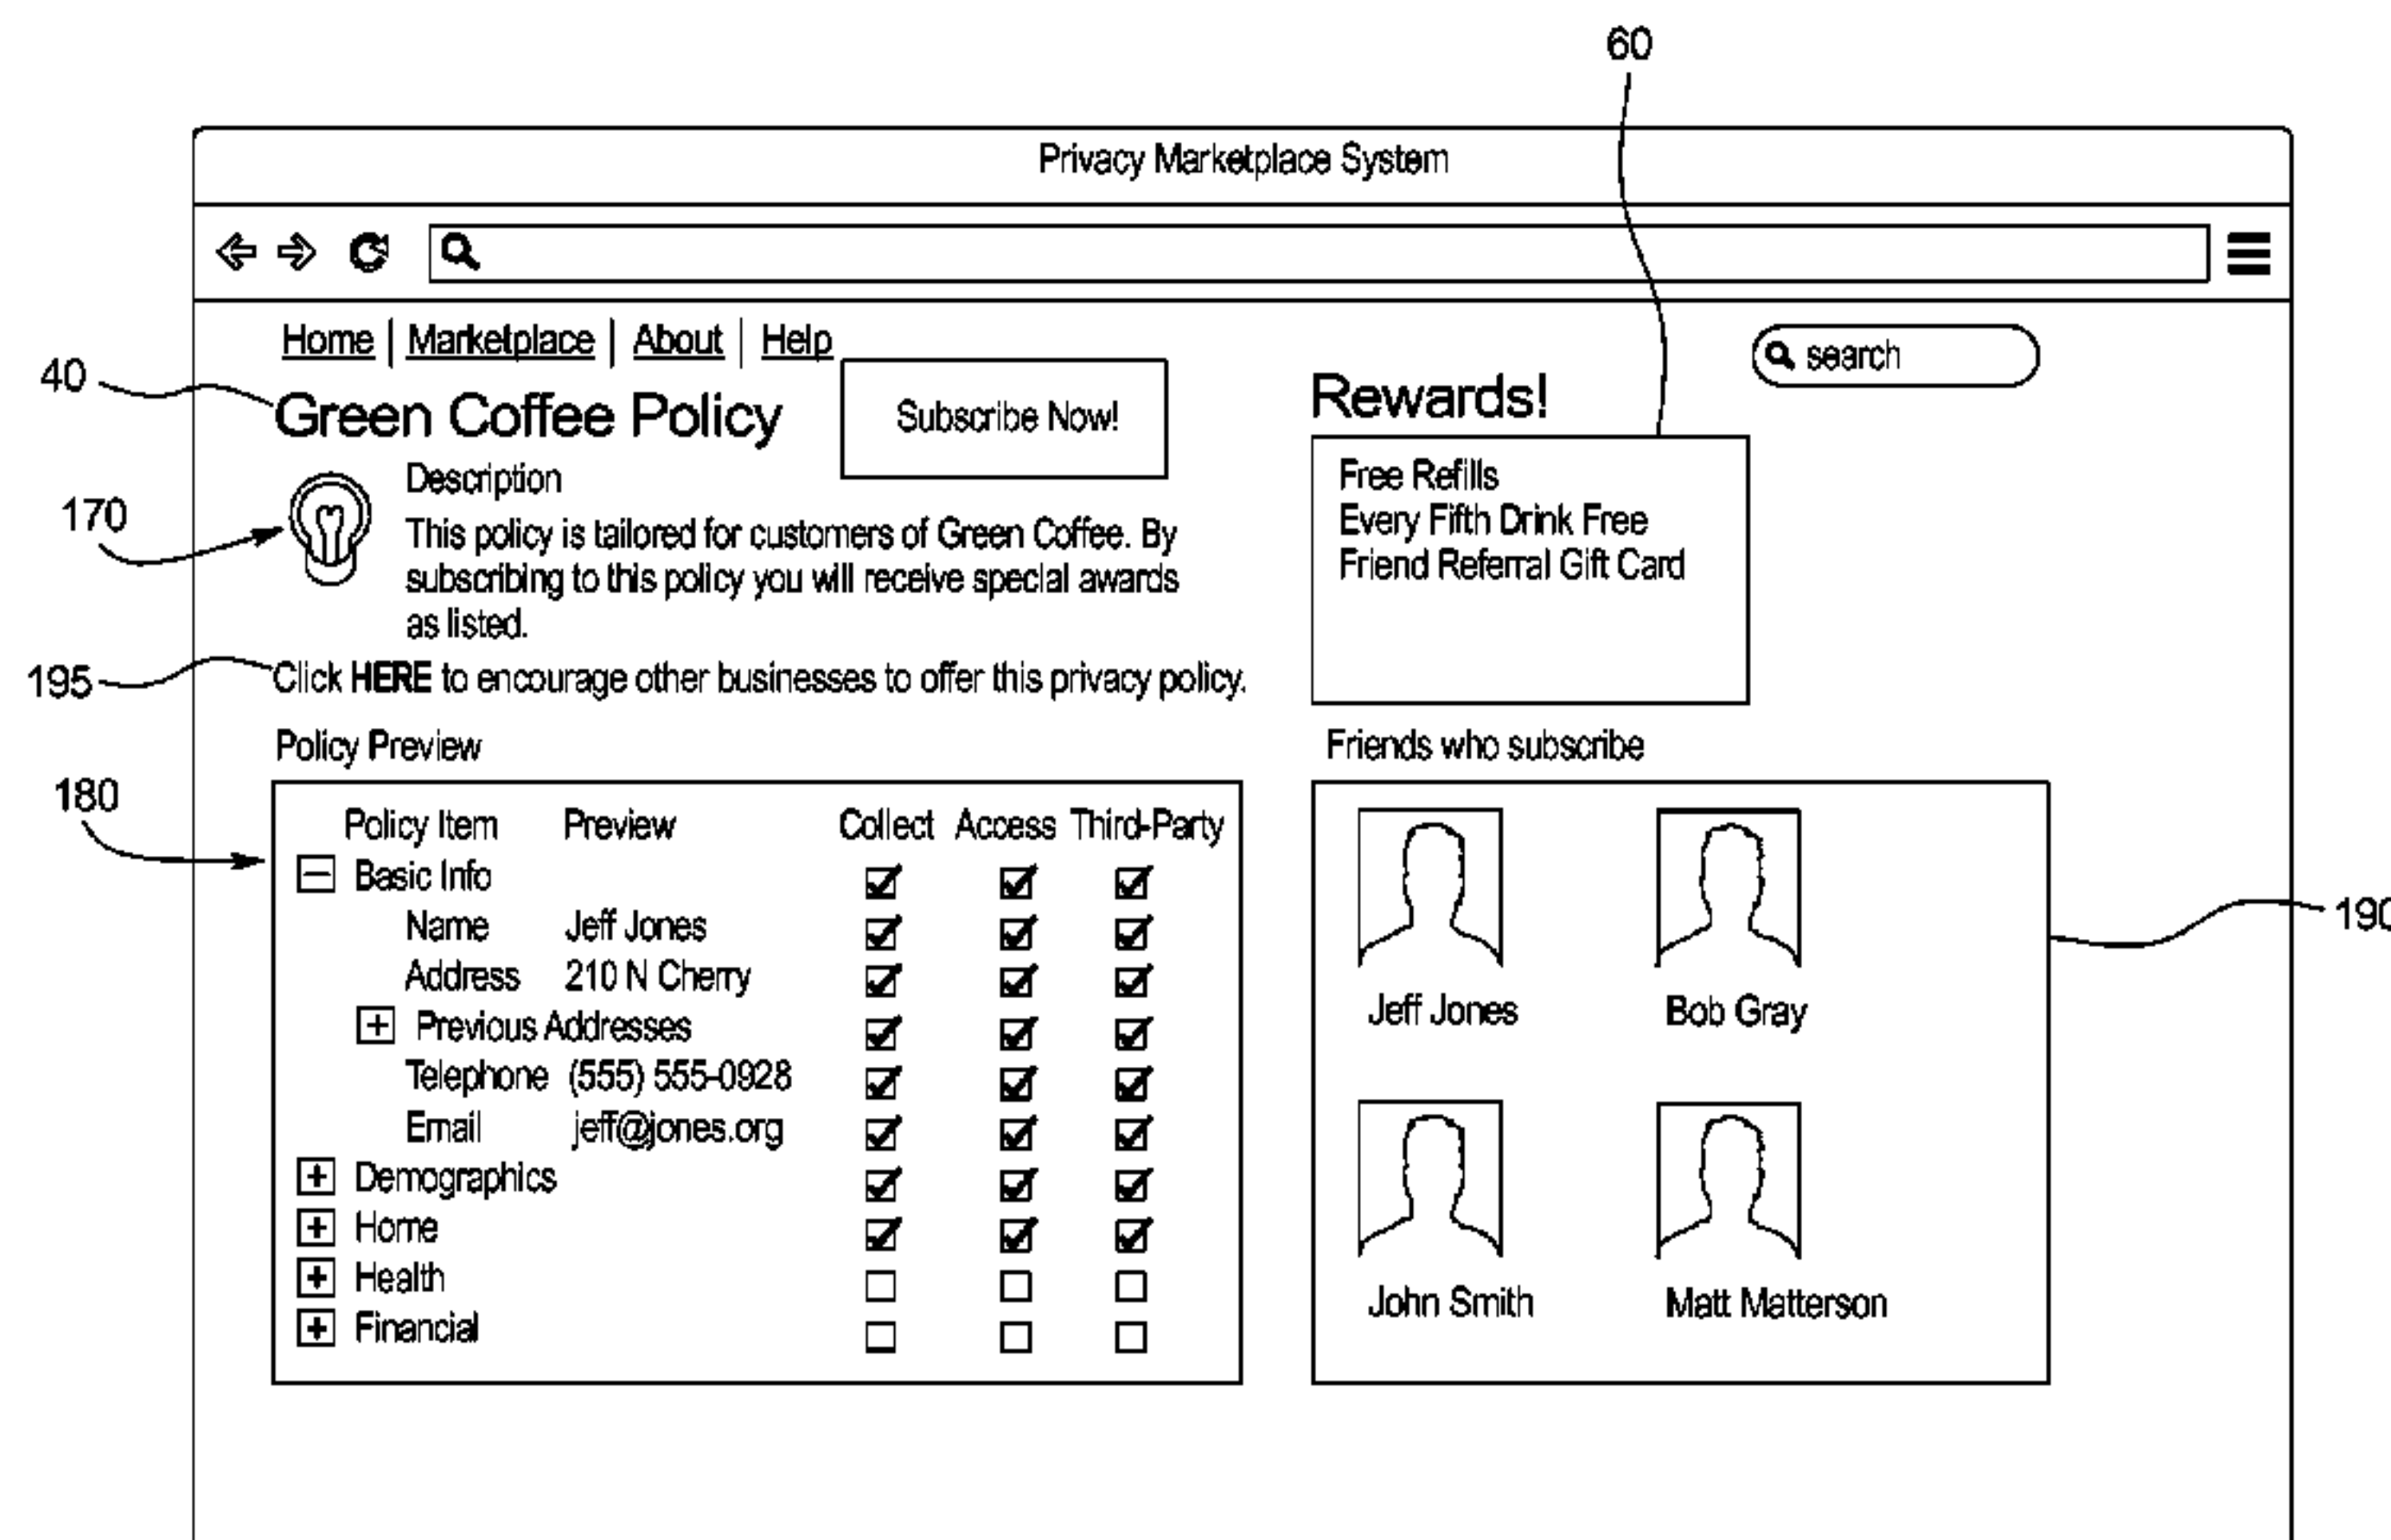 60
Privacy Marketplace System
Home | Marketplace | About | Help
search
40
Green Coffee Policy
Subscribe Now!
Rewards!
170
Description
This policy is tailored for customers of Green Coffee. By
subscribing to this policy you will receive special awards
as listed.
Free Refills
Every Fifth Drink Free
Friend Referral Gift Card
195
Click HERE to encourage other businesses to offer this privacy policy.
Policy Preview
Friends who subscribe
180
Policy Item Preview Collect Access Third-Party
Basic Info
Name Jeff Jones
Address 210 N Cherry
Previous Addresses
Telephone (555) 555-0928
Email jeff@jones.org
Demographics
Home
Health
Financial
190
Jeff Jones Bob Gray
John Smith Matt Matterson